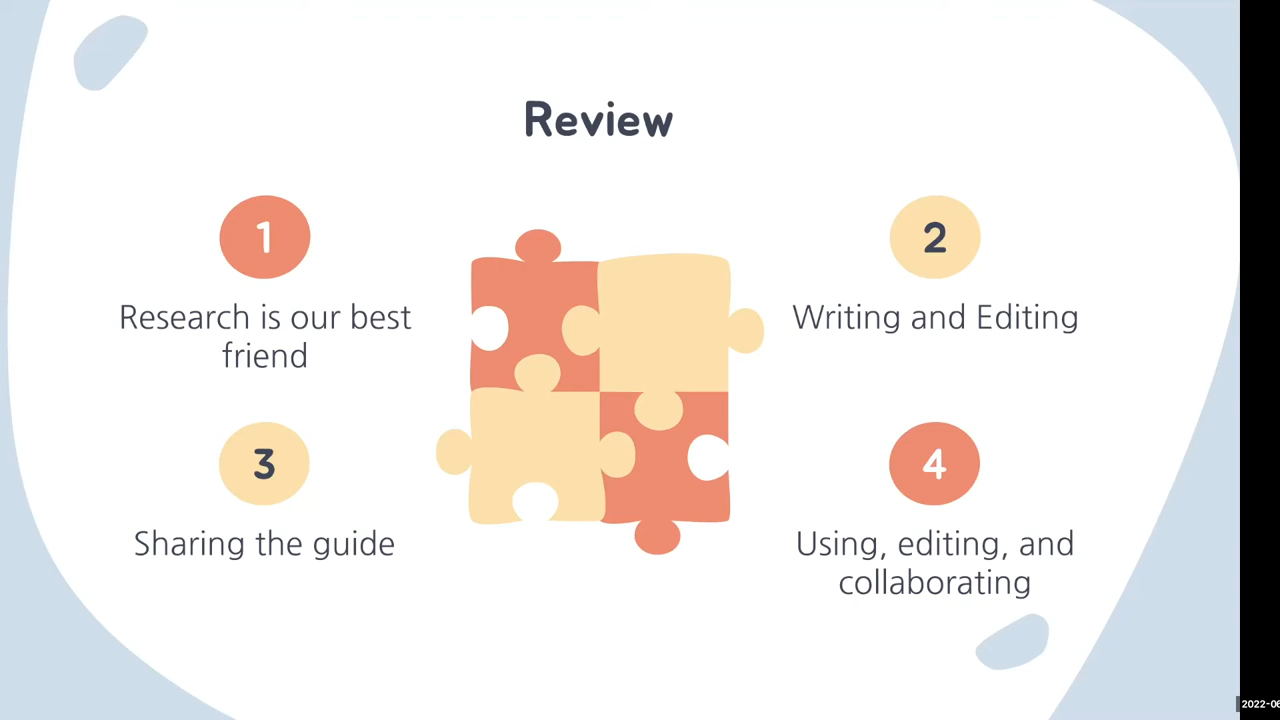 Review
1
Research is our best
friend
2
Writing and Editing
3
Sharing the guide
4
Using, editing, and
collaborating